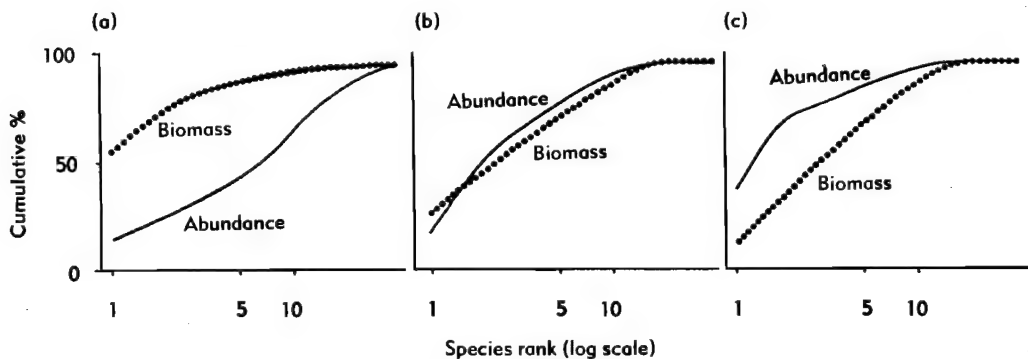 (a) (b) (c)
100
Abundance Abundance
Biomass
Cumulative %
50
Biomass
Biomass
Abundance
0
1 5 10 1 5 10 1 5 10
Species rank (log scale)